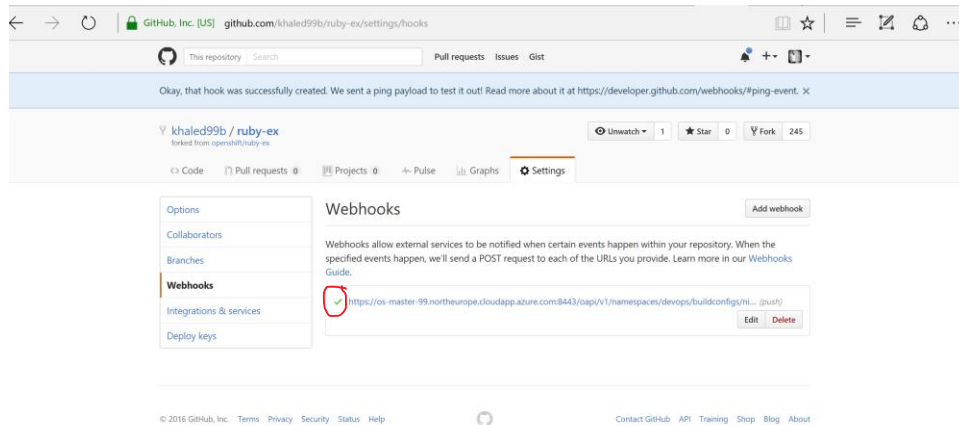 GitHub, Inc. [US] github.com/khaled99b/ruby-ex/settings/hooks
This repository Search Pull requests Issues Gist
Okay, that hook was successfully created. We sent a ping payload to test it out! Read more about it at https://developer.github.com/webhooks/#ping-event.
khaled99b / ruby-ex Unwatch 1 Star 0 Fork 245
forked from openshift/ruby-ex
Code Pull requests 0 Projects 0 Pulse Graphs Settings
Options
Collaborators
Branches
Webhooks
Integrations & services
Deploy keys
Webhooks Add webhook
Webhooks allow external services to be notified when certain events happen within your repository. When the
specified events happen, we'll send a POST request to each of the URLs you provide. Learn more in our Webhooks
Guide.
https://os-master-99.northeurope.cloudapp.azure.com:8443/oapi/v1/namespaces/devops/buildconfigs/ni... (push)
Edit Delete
© 2016 GitHub, Inc. Terms Privacy Security Status Help Contact GitHub API Training Shop Blog About